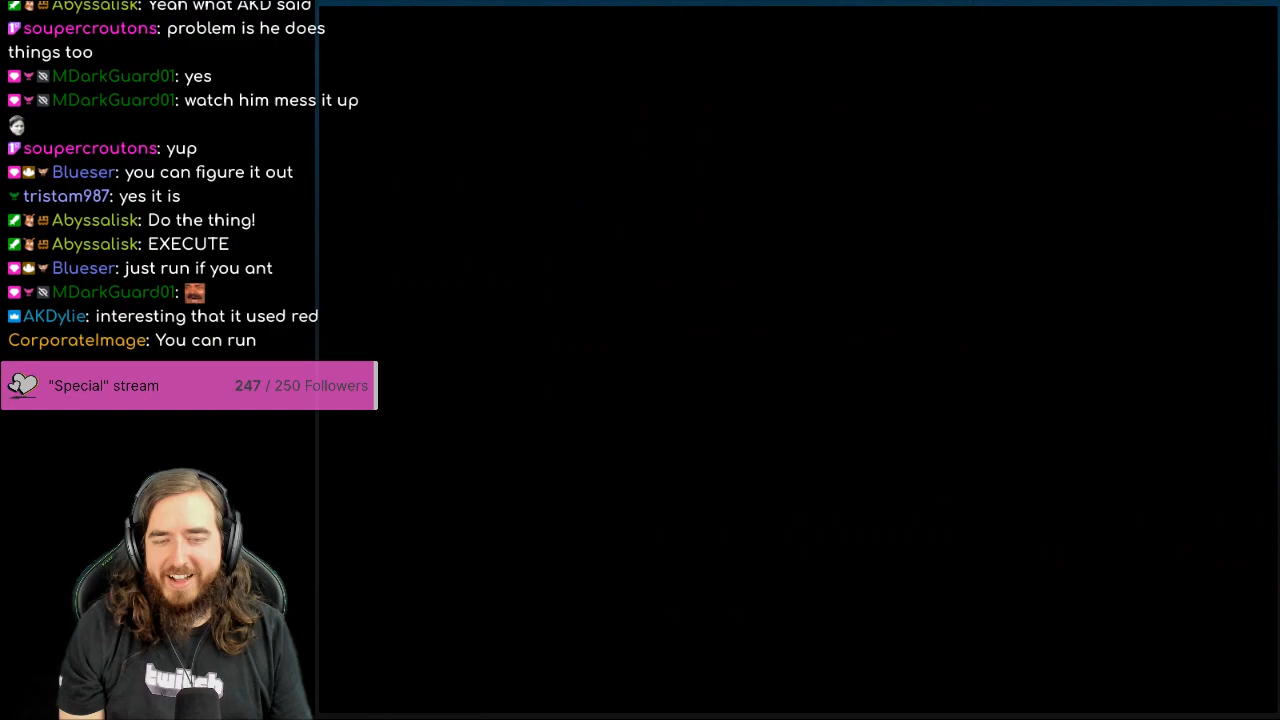 Abyssalisk: Yeah what AKD said
soupercroutons: problem is he does
things too
MDarkGuard01: yes
MDarkGuard01: watch him mess it up
soupercroutons: yup
Blueser: you can figure it out
tristam987: yes it is
Abyssalisk: Do the thing!
Abyssalisk: EXECUTE
Blueser: just run if you ant
MDarkGuard01:
AKDylie: interesting that it used red
CorporateImage: You can run
"Special" stream 247 / 250 Followers
twitch